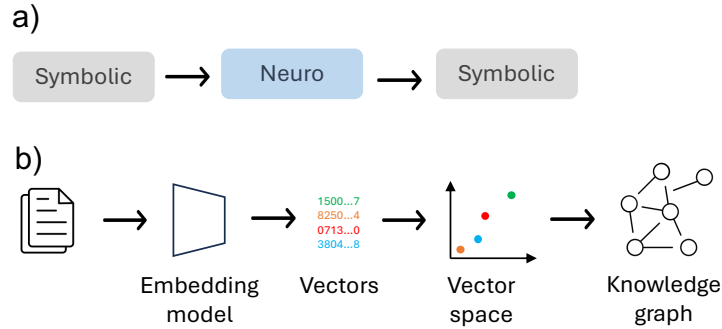 a)
Symbolic
Neuro
Symbolic
b)
1500...7
8250...4
0713...0
3804...8
Embedding
model
Vectors
Vector
space
Knowledge
graph